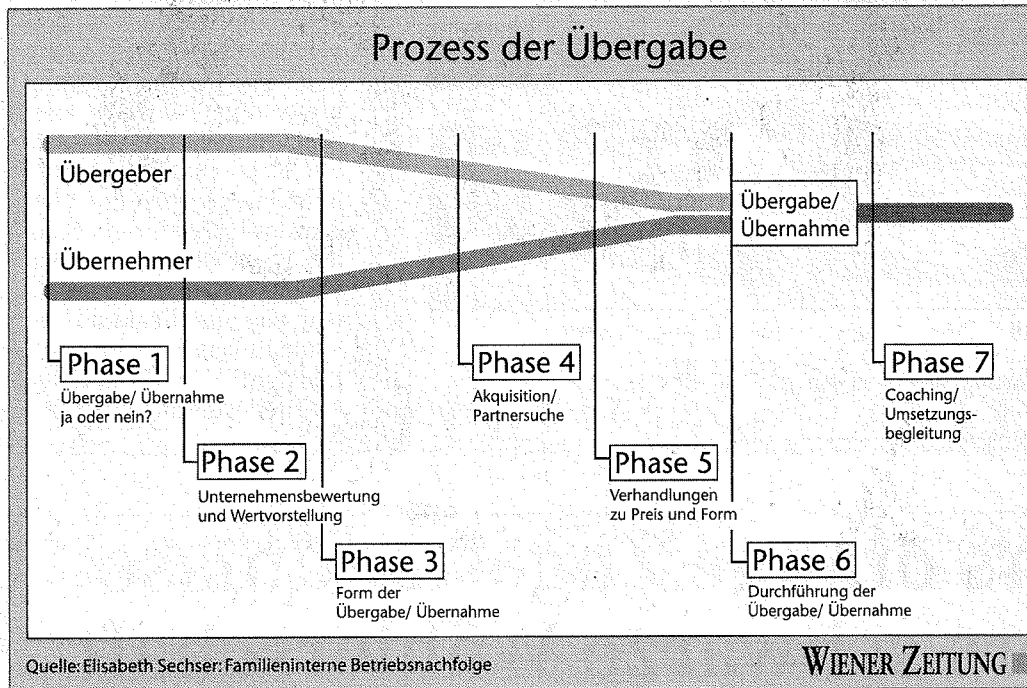 Prozess der Übergabe
Übergeber
Übernehmer
Übergabe/
Übernahme
Phase 1
Übergabe/ Übernahme
ja oder nein?
Phase 2
Unternehmensbewertung
und Wertvorstellung
Phase 3
Form der
Übergabe/ Übernahme
Phase 4
Akquisition/
Partnersuche
Phase 5
Verhandlungen
zu Preis und Form
Phase 6
Durchführung der
Übergabe/ Übernahme
Phase 7
Coaching/
Umsetzungs-
begleitung
Quelle: Elisabeth Sechser: Familieninterne Betriebsnachfolge
WIENER ZEITUNG